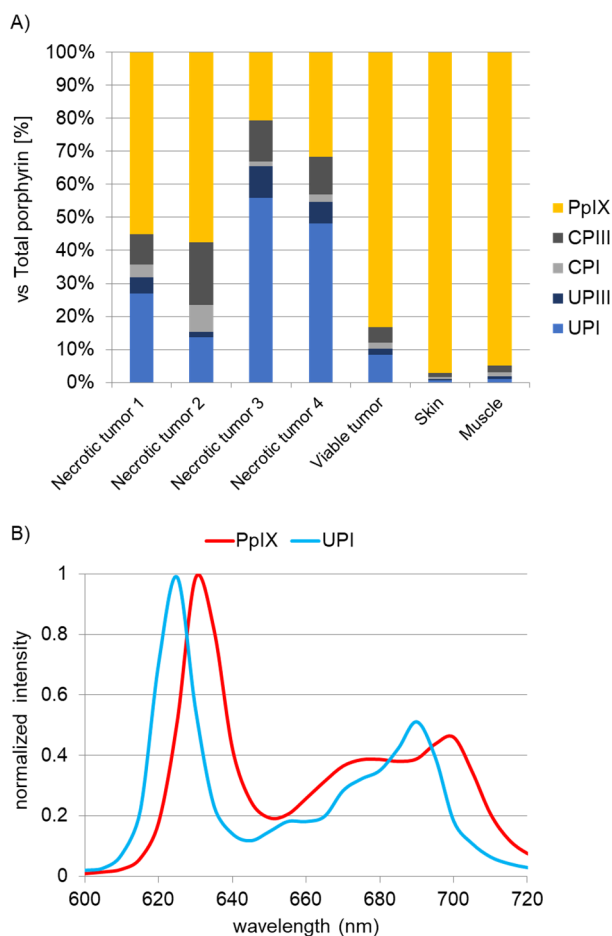 A)
vs Total porphyrin [%]
100%
90%
80%
70%
60%
50%
40%
30%
20%
10%
0%
Necrotic tumor 1
Necrotic tumor 2
Necrotic tumor 3
Necrotic tumor 4
Viable tumor
Skin
Muscle
PpIX
CPIII
CPI
UPIII
UPI
B)
PpIX UPI
normalized intensity
1
0.8
0.6
0.4
0.2
0
600 620 640 660 680 700 720
wavelength (nm)